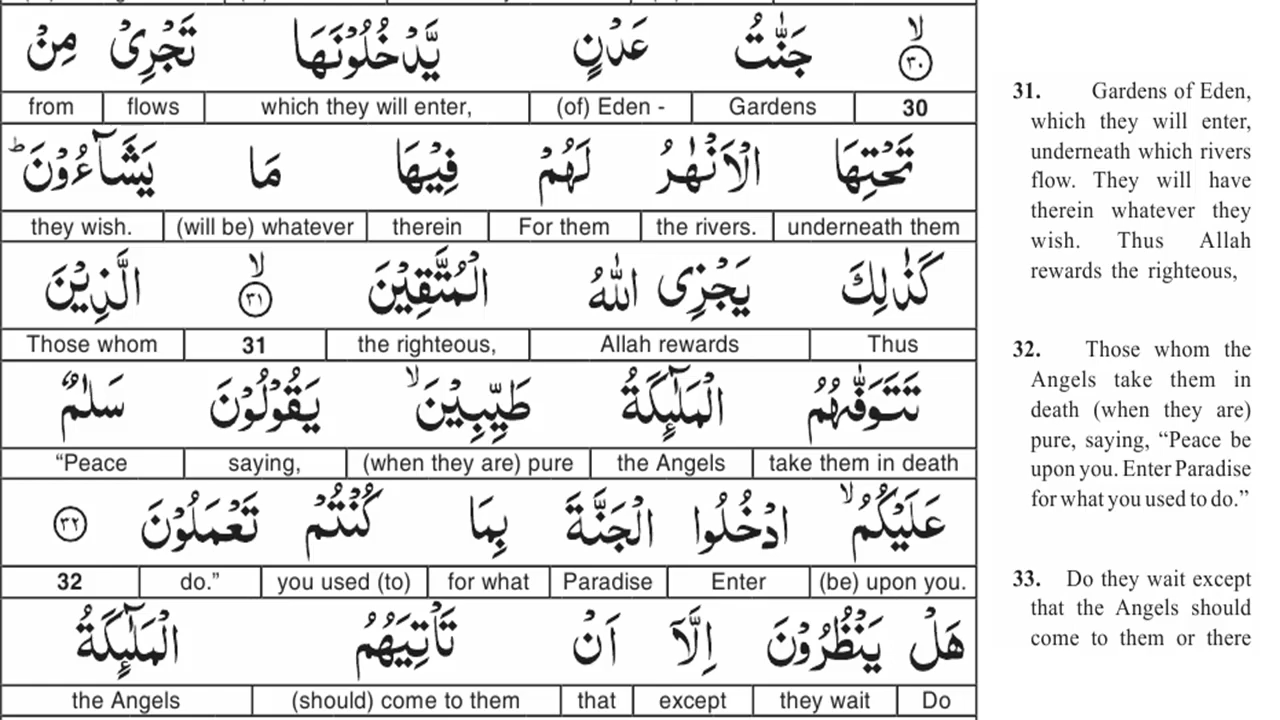 جَنّٰتُ عَدْنٍ يَّدْخُلُوْنَهَا تَجْرِيْ مِنْ ۙ﴿۳۰﴾
30 Gardens (of) Eden - which they will enter, flows from
تَحْتِهَا الْاَنْهٰرُ لَهُمْ فِيْهَا مَا يَشَآءُوْنَ ؕ
underneath them the rivers. For them therein (will be) whatever they wish.
كَذٰلِكَ يَجْزِى اللّٰهُ الْمُتَّقِيْنَ ۙ﴿۳۱﴾ الَّذِيْنَ
Thus Allah rewards the righteous, 31 Those whom
تَتَوَفّٰىهُمُ الْمَلٰٓئِكَةُ طَيِّبِيْنَ ۙ يَقُوْلُوْنَ سَلٰمٌ
take them in death the Angels (when they are) pure saying, “Peace
عَلَيْكُمُ ۙ ادْخُلُوا الْجَنَّةَ بِمَا كُنْتُمْ تَعْمَلُوْنَ ﴿۳۲﴾
(be) upon you. Enter Paradise for what you used (to) do.” 32
هَلْ يَنْظُرُوْنَ اِلَّآ اَنْ تَاْتِيَهُمُ الْمَلٰٓئِكَةُ
Do they wait except that (should) come to them the Angels
31. Gardens of Eden,
which they will enter,
underneath which rivers
flow. They will have
therein whatever they
wish. Thus Allah
rewards the righteous,
32. Those whom the
Angels take them in
death (when they are)
pure, saying, “Peace be
upon you. Enter Paradise
for what you used to do.”
33. Do they wait except
that the Angels should
come to them or there